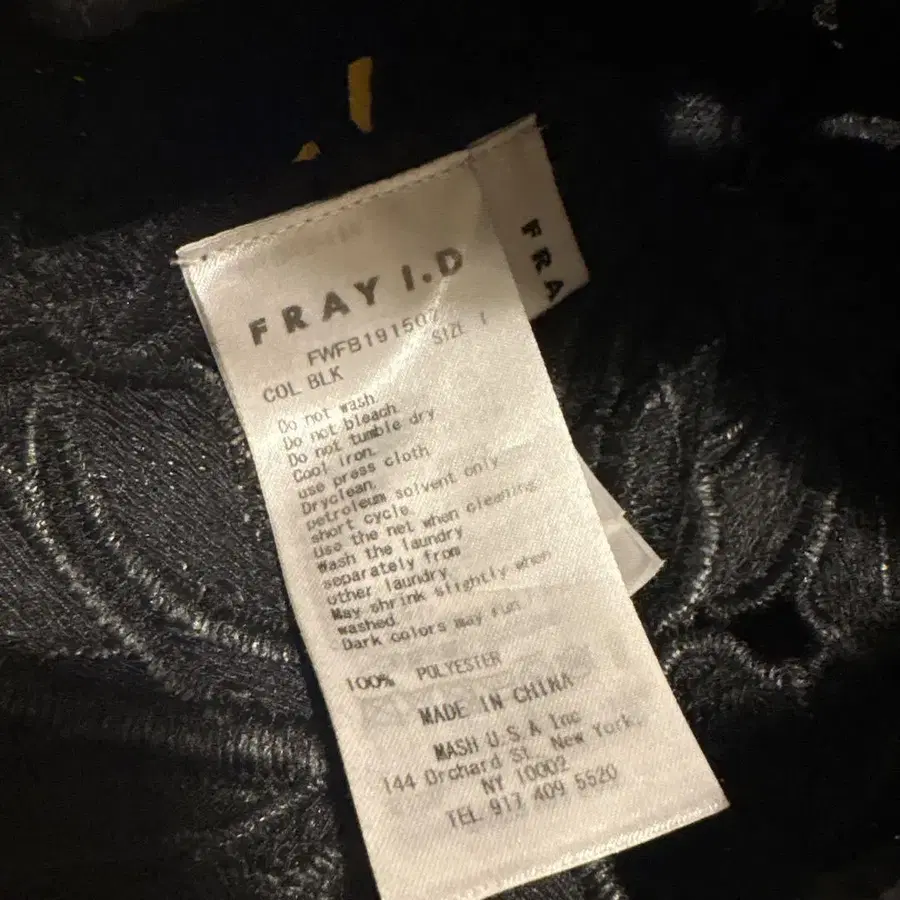 FRAY I.D
FWFB191507
SIZE 1
COL BLK
Do not wash.
Do not bleach.
Do not tumble dry
Cool iron.
use press cloth
Dryclean.
petroleum solvent only
short cycle.
Use the net when cleaning.
Wash the laundry
separately from
other laundry.
May shrink slightly when
washed.
Dark colors may run
100% POLYESTER
MADE IN CHINA
MASH U.S.A Inc
144 Orchard St, New York,
NY 10002
TEL 917 409 5520
FRA